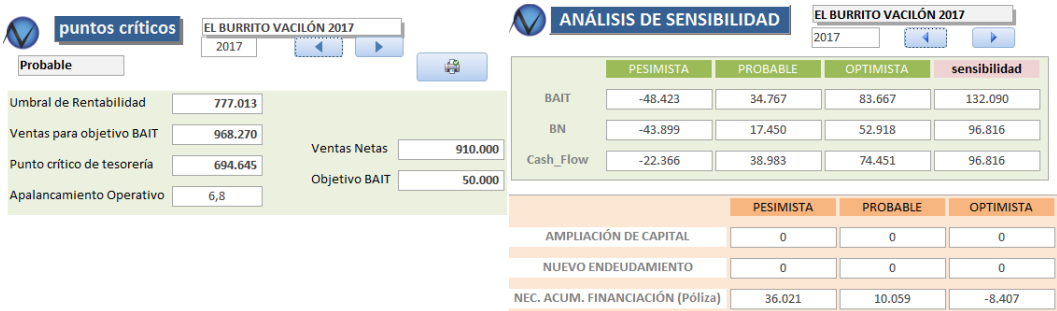 puntos críticos
EL BURRITO VACILÓN 2017
2017
Probable
Umbral de Rentabilidad 777.013
Ventas para objetivo BAIT 968.270
Punto crítico de tesorería 694.645
Apalancamiento Operativo 6,8
Ventas Netas 910.000
Objetivo BAIT 50.000
ANÁLISIS DE SENSIBILIDAD
EL BURRITO VACILÓN 2017
2017
PESIMISTA PROBABLE OPTIMISTA sensibilidad
BAIT -48.423 34.767 83.667 132.090
BN -43.899 17.450 52.918 96.816
Cash_Flow -22.366 38.983 74.451 96.816
PESIMISTA PROBABLE OPTIMISTA
AMPLIACIÓN DE CAPITAL 0 0 0
NUEVO ENDEUDAMIENTO 0 0 0
NEC. ACUM. FINANCIACIÓN (Póliza) 36.021 10.059 -8.407